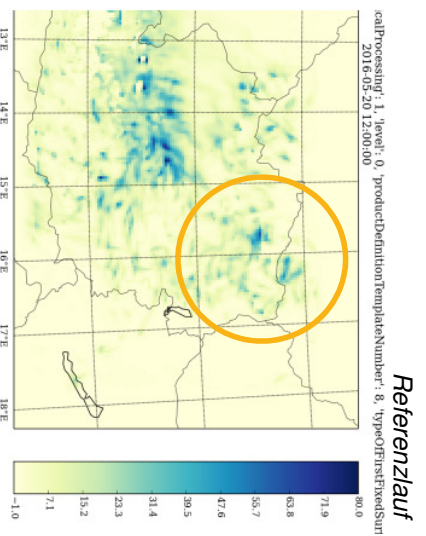 calProcessing': 1, 'level': 0, 'productDefinitionTemplateNumber': 8, 'typeOfFirstFixedSur
2016-05-20 12:00:00
Referenzlauf
13°E
14°E
15°E
16°E
17°E
18°E
−1.0
7.1
15.2
23.3
31.4
39.5
47.6
55.7
63.8
71.9
80.0